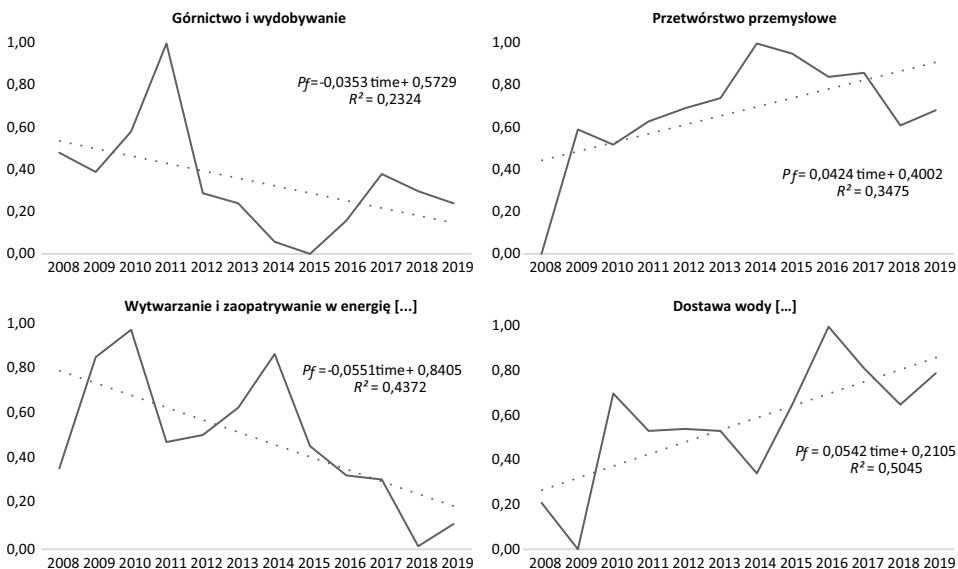 Górnictwo i wydobywanie
1,00
0,80
0,60
0,40
0,20
0,00
Pf=-0,0353 time+ 0,5729
R² = 0,2324
2008 2009 2010 2011 2012 2013 2014 2015 2016 2017 2018 2019
Przetwórstwo przemysłowe
1,00
0,80
0,60
0,40
0,20
0,00
Pf = 0,0424 time+ 0,4002
R² = 0,3475
2008 2009 2010 2011 2012 2013 2014 2015 2016 2017 2018 2019
Wytwarzanie i zaopatrywanie w energię [...]
1,00
0,80
0,60
0,40
0,20
0,00
Pf =-0,0551time+ 0,8405
R² = 0,4372
2008 2009 2010 2011 2012 2013 2014 2015 2016 2017 2018 2019
Dostawa wody [...]
1,00
0,80
0,60
0,40
0,20
0,00
Pf = 0,0542 time+ 0,2105
R² = 0,5045
2008 2009 2010 2011 2012 2013 2014 2015 2016 2017 2018 2019